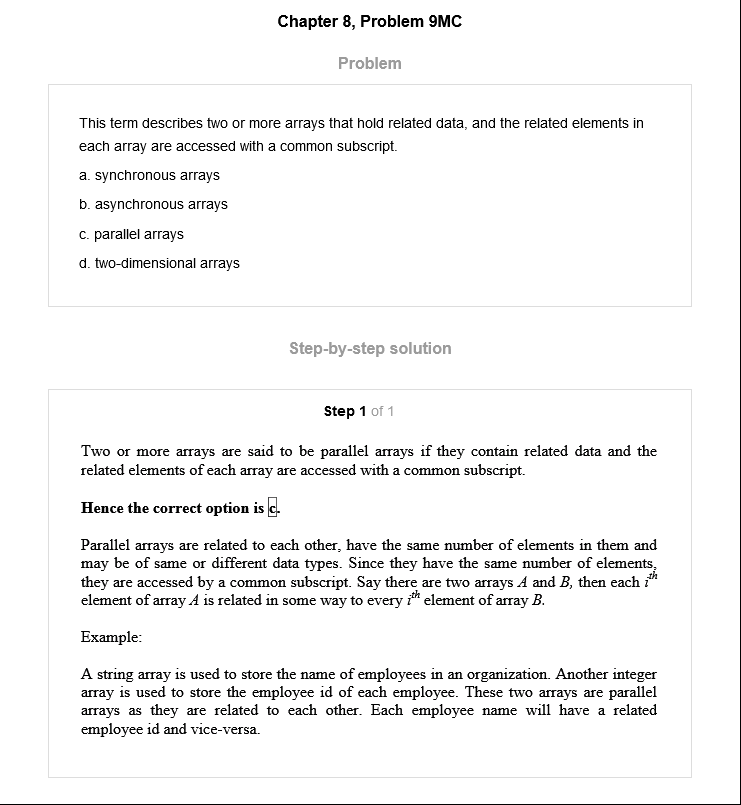 Chapter 8, Problem 9MC
Problem
This term describes two or more arrays that hold related data, and the related elements in
each array are accessed with a common subscript.
a. synchronous arrays
b. asynchronous arrays
c. parallel arrays
d. two-dimensional arrays
Step-by-step solution
Step 1 of 1
Two or more arrays are said to be parallel arrays if they contain related data and the
related elements of each array are accessed with a common subscript.
Hence the correct option is c.
Parallel arrays are related to each other, have the same number of elements in them and
may be of same or different data types. Since they have the same number of elements,
they are accessed by a common subscript. Say there are two arrays A and B, then each i^th
element of array A is related in some way to every i^th element of array B.
Example:
A string array is used to store the name of employees in an organization. Another integer
array is used to store the employee id of each employee. These two arrays are parallel
arrays as they are related to each other. Each employee name will have a related
employee id and vice-versa.